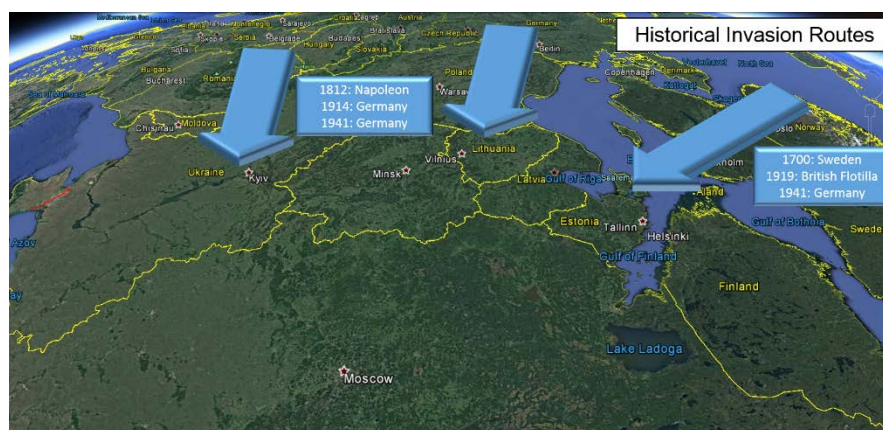 Historical Invasion Routes
1812: Napoleon
1914: Germany
1941: Germany
1700: Sweden
1919: British Flotilla
1941: Germany
Sarajevo
Austria
Germany
Skopje
Serbia
Belgrade
Budapest
Bratislava
Czech Republic
Sofia
Hungary
Slovakia
Berlin
Bulgaria
Bucharest
Romania
Poland
Warsaw
Copenhagen
Denmark
North Sea
Oslo
Norway
Moldova
Chisinau
Ukraine
Kyiv
Minsk
Vilnius
Lithuania
Latvia
Gulf of Riga
Estonia
Tallinn
Helsinki
Gulf of Finland
Aland
Gulf of Bothnia
Finland
Lake Ladoga
Azov
Moscow